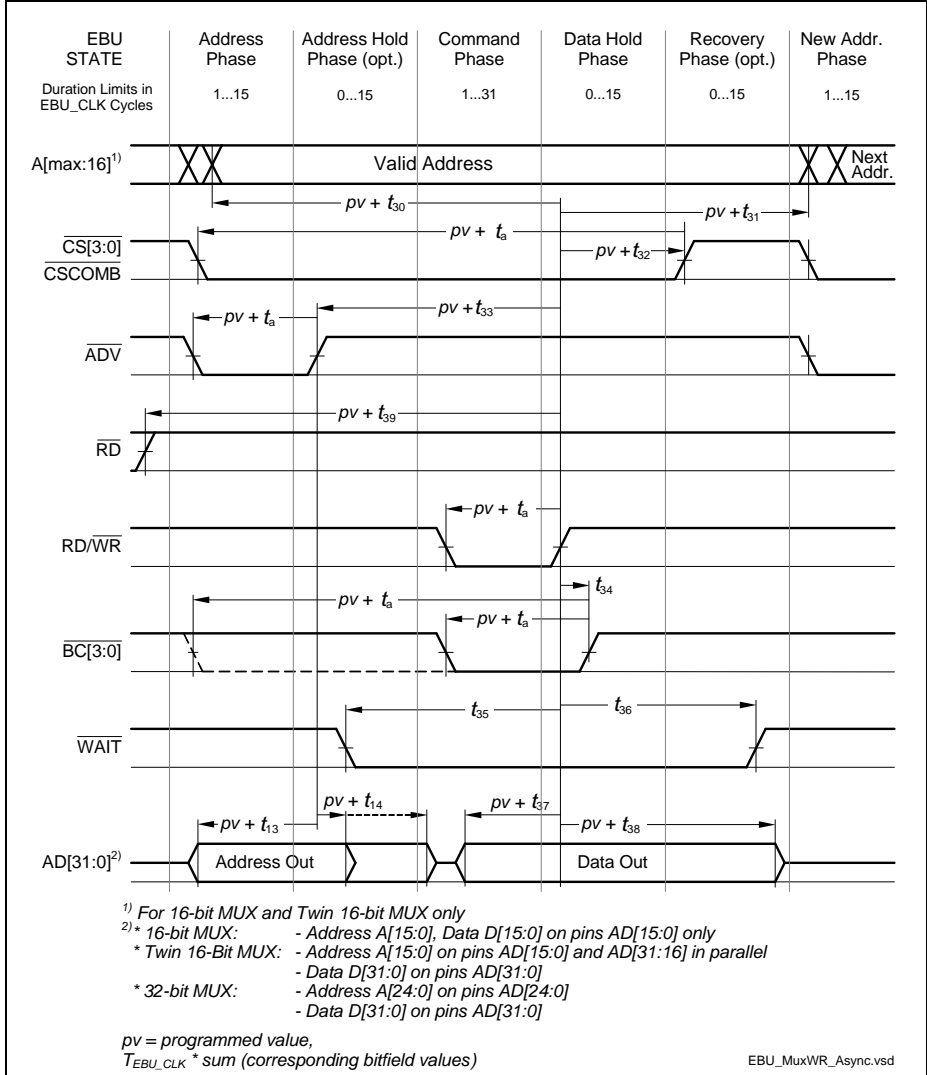 EBU STATE
Address Phase
Address Hold Phase (opt.)
Command Phase
Data Hold Phase
Recovery Phase (opt.)
New Addr. Phase
Duration Limits in EBU_CLK Cycles
1...15
0...15
1...31
0...15
0...15
1...15
A[max:16]1)
Valid Address
Next Addr.
pv + t30
pv + t31
pv + ta
CS[3:0]
CSCOMB
pv + t32
pv + t33
pv + ta
ADV
pv + t39
RD
pv + ta
RD/WR
t34
pv + ta
pv + ta
BC[3:0]
t35
t36
WAIT
pv + t14
pv + t37
pv + t13
pv + t38
AD[31:0]2)
Address Out
Data Out
1) For 16-bit MUX and Twin 16-bit MUX only
2) * 16-bit MUX: - Address A[15:0], Data D[15:0] on pins AD[15:0] only
* Twin 16-Bit MUX: - Address A[15:0] on pins AD[15:0] and AD[31:16] in parallel
- Data D[31:0] on pins AD[31:0]
* 32-bit MUX: - Address A[24:0] on pins AD[24:0]
- Data D[31:0] on pins AD[31:0]
pv = programmed value,
TEBU_CLK * sum (corresponding bitfield values)
EBU_MuxWR_Async.vsd